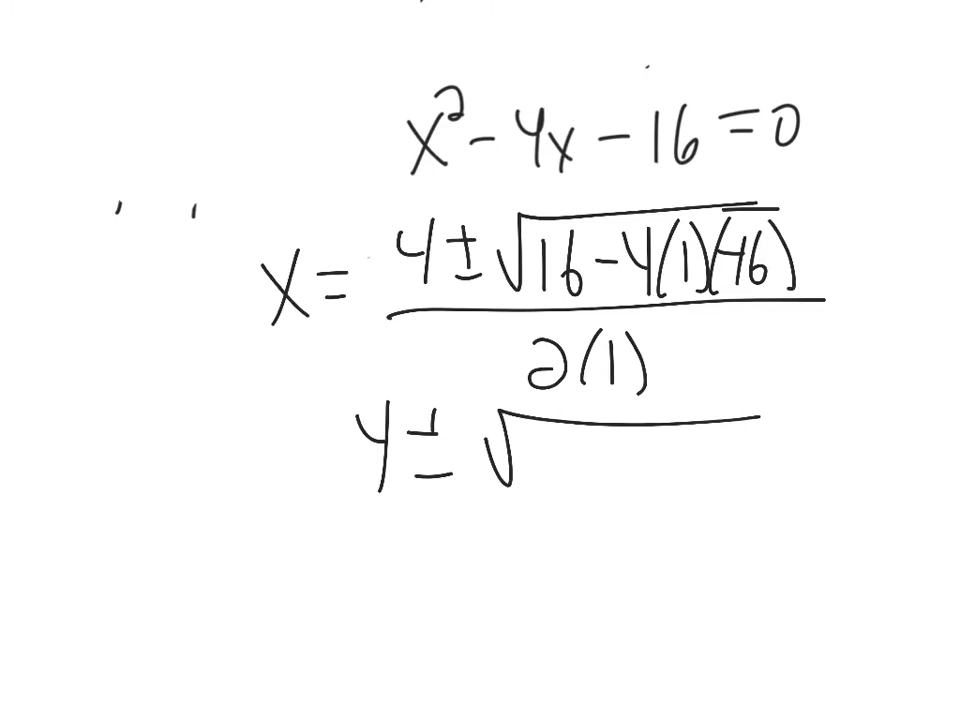 x² - 4x - 16 = 0
x = 4 ± √16 - 4(1)(-16)
2(1)
4 ± √